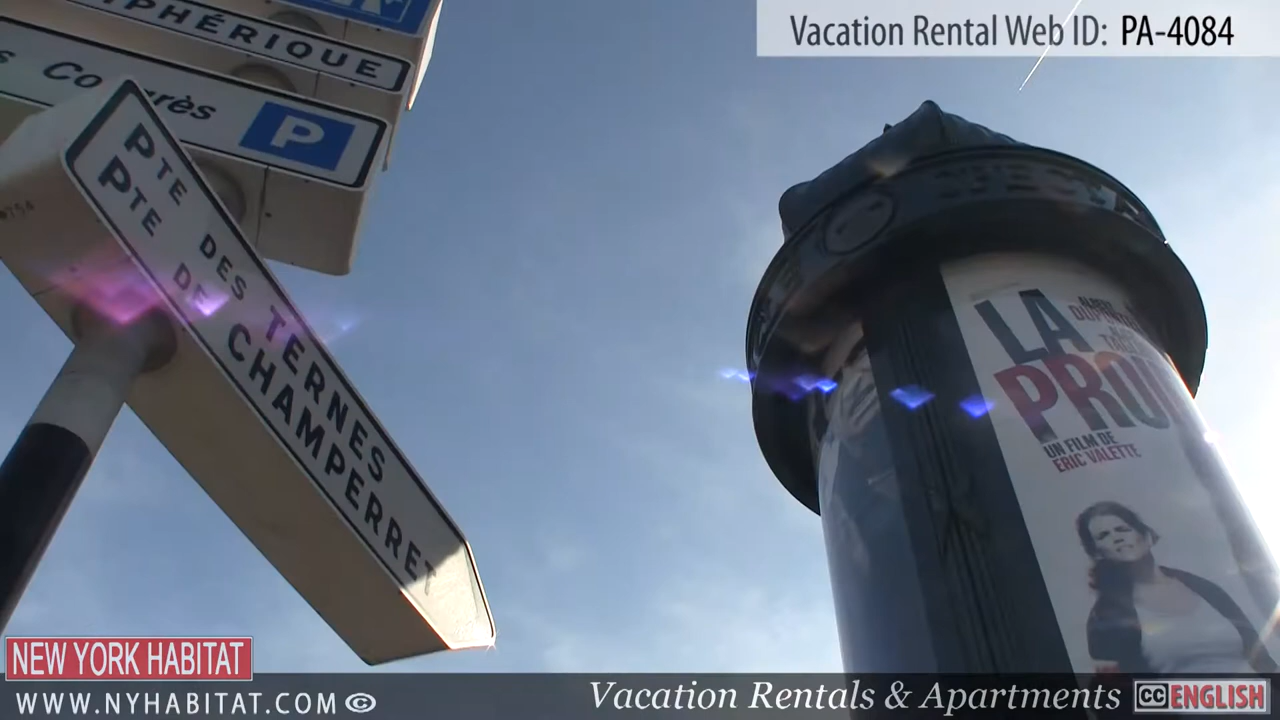 Vacation Rental Web ID: PA-4084
PHÉRIQUE
P
PTE DES TERNES
PTE DE CHAMPERRET
LA
PROI
UN FILM DE
ERIC VALETTE
NEW YORK HABITAT
WWW.NYHABITAT.COM ©
Vacation Rentals & Apartments
CC ENGLISH